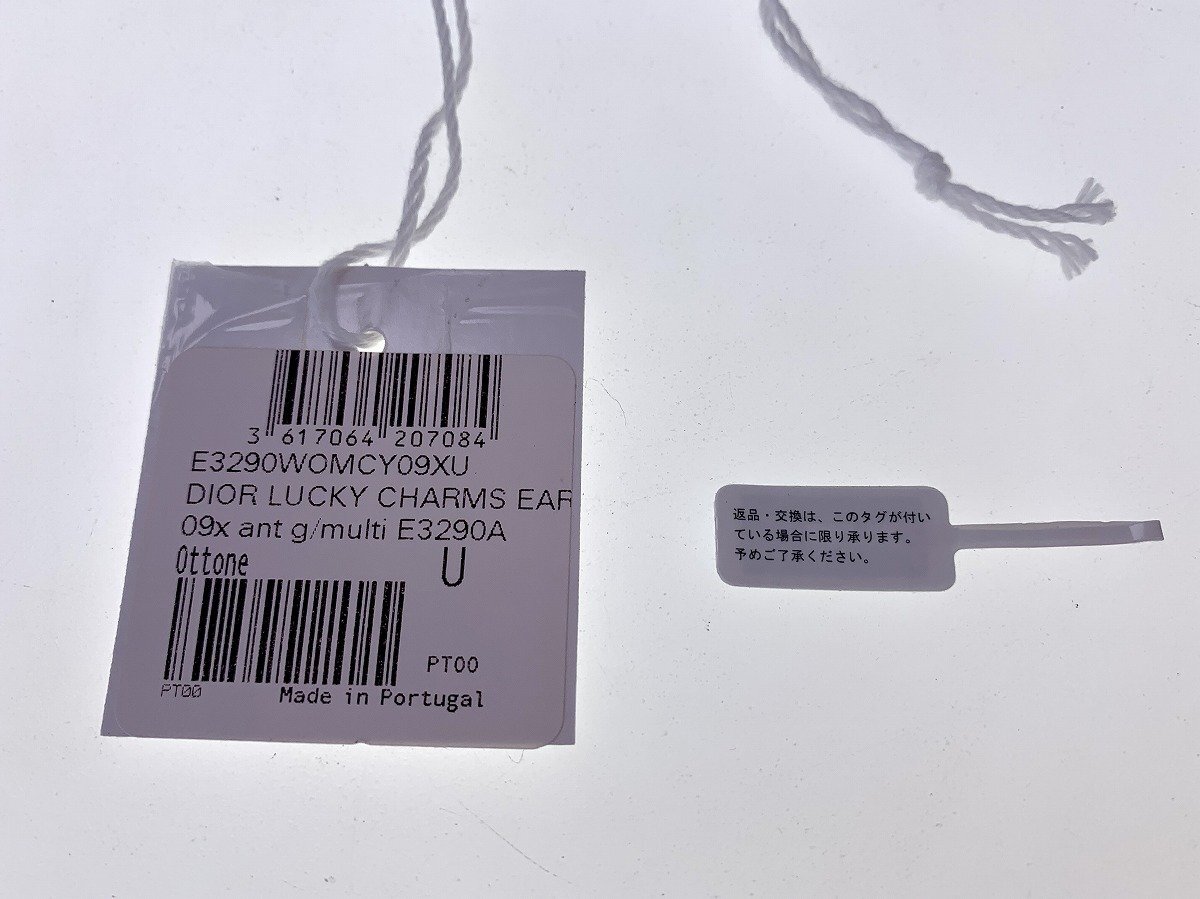 3 617064 207084
E3290WOMCY09XU
DIOR LUCKY CHARMS EAR
09x ant g/multi E3290A
Ottone U
PT00
PT00 Made in Portugal
返品・交換は、このタグが付い
ている場合に限り承ります。
予めご了承ください。